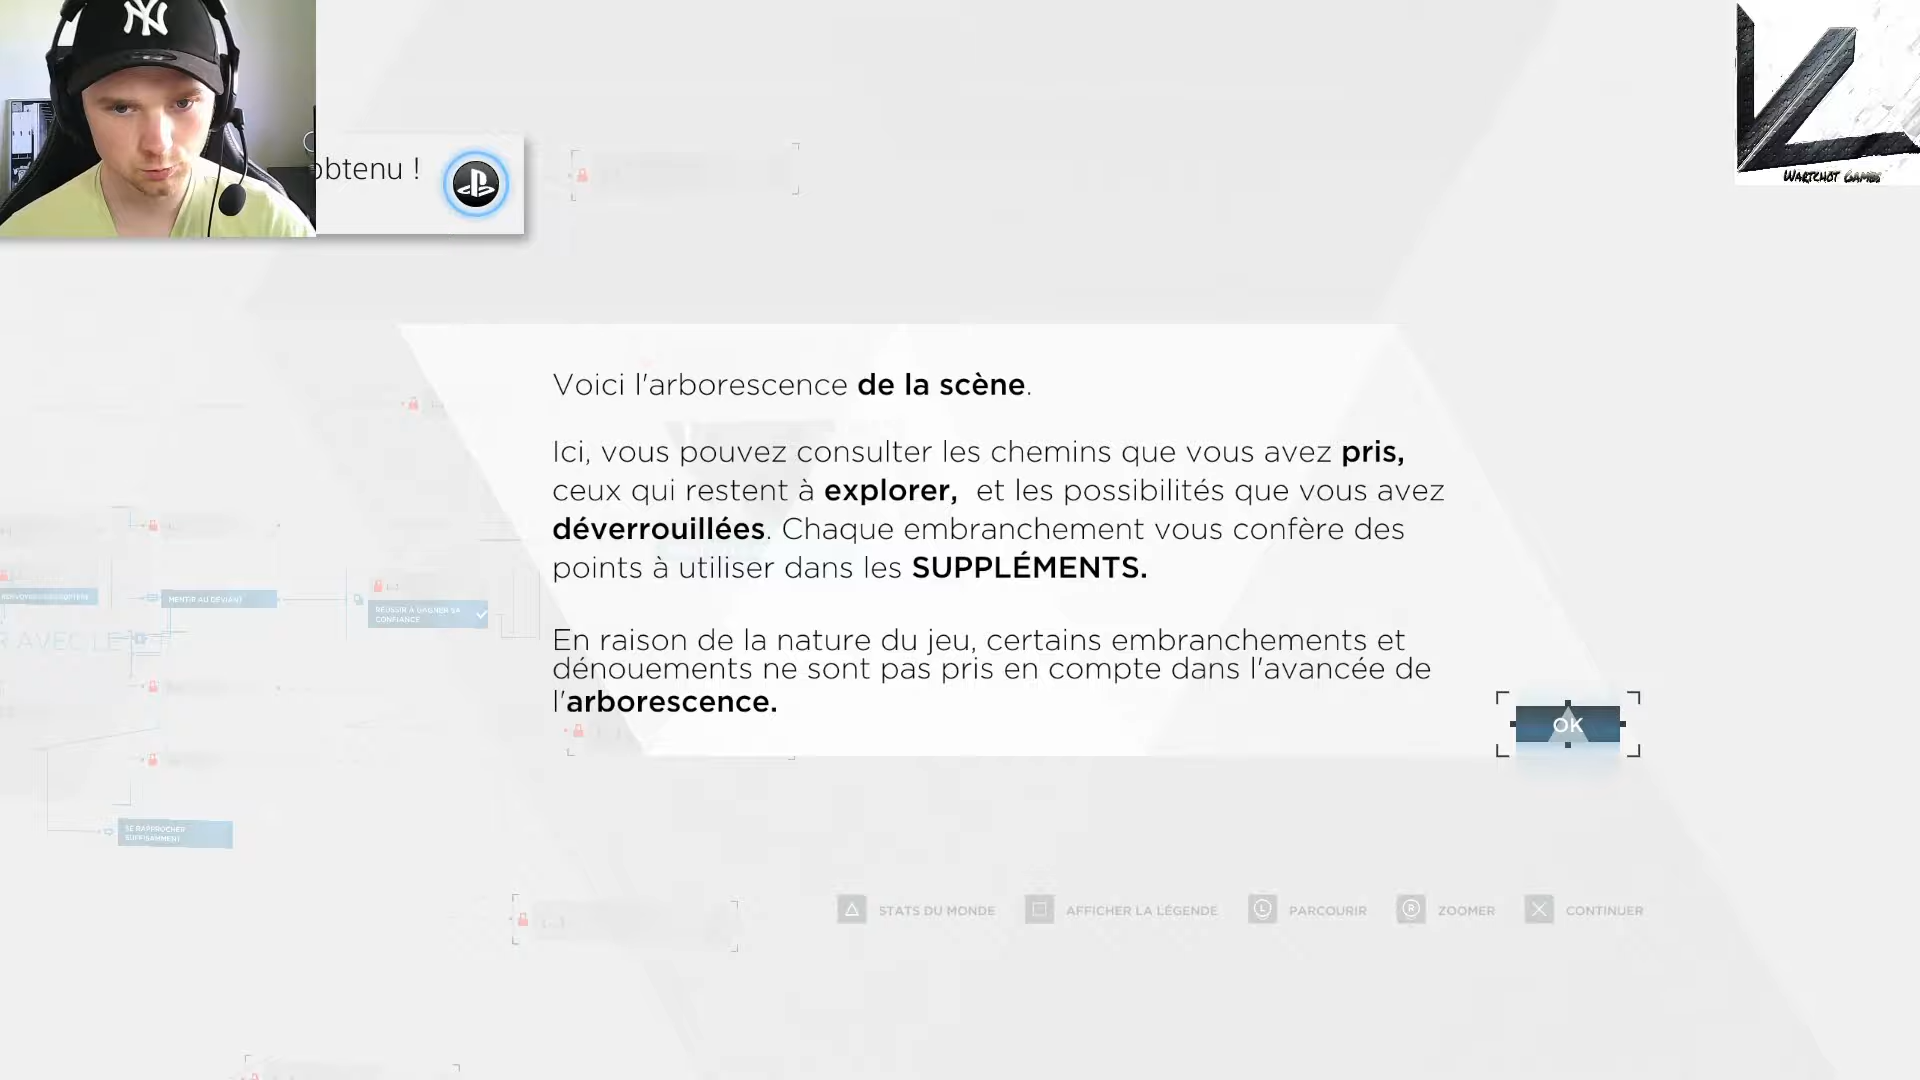 NY
obtenu !
WARTCHOT GAMES
Voici l'arborescence de la scène.
Ici, vous pouvez consulter les chemins que vous avez pris,
ceux qui restent à explorer, et les possibilités que vous avez
déverrouillées. Chaque embranchement vous confère des
points à utiliser dans les SUPPLÉMENTS.
En raison de la nature du jeu, certains embranchements et
dénouements ne sont pas pris en compte dans l'avancée de
l'arborescence.
OK
MENTIR AU DÉVIANT
RÉUSSIR À GAGNER SA
CONFIANCE
R AVEC LE
SE RAPPROCHER
SUFFISAMMENT
STATS DU MONDE
AFFICHER LA LÉGENDE
L PARCOURIR
R ZOOMER
CONTINUER